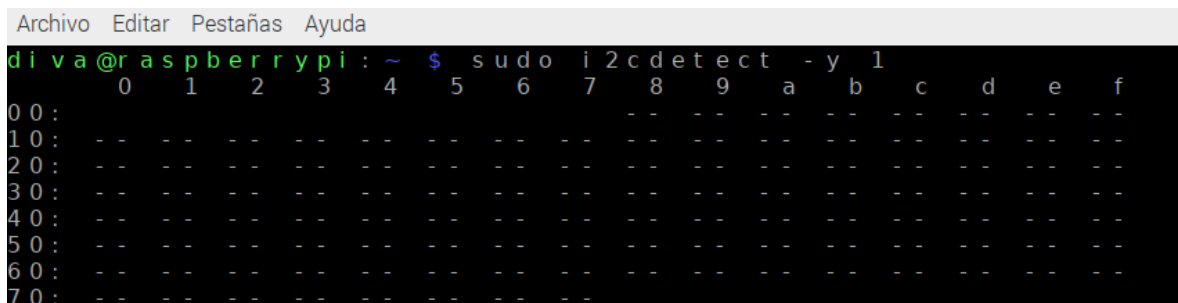 Archivo Editar Pestañas Ayuda
diva@raspberrypi:~ $ sudo i2cdetect -y 1
     0  1  2  3  4  5  6  7  8  9  a  b  c  d  e  f
00:                         -- -- -- -- -- -- -- --
10: -- -- -- -- -- -- -- -- -- -- -- -- -- -- -- --
20: -- -- -- -- -- -- -- -- -- -- -- -- -- -- -- --
30: -- -- -- -- -- -- -- -- -- -- -- -- -- -- -- --
40: -- -- -- -- -- -- -- -- -- -- -- -- -- -- -- --
50: -- -- -- -- -- -- -- -- -- -- -- -- -- -- -- --
60: -- -- -- -- -- -- -- -- -- -- -- -- -- -- -- --
70: -- -- -- -- -- -- -- --